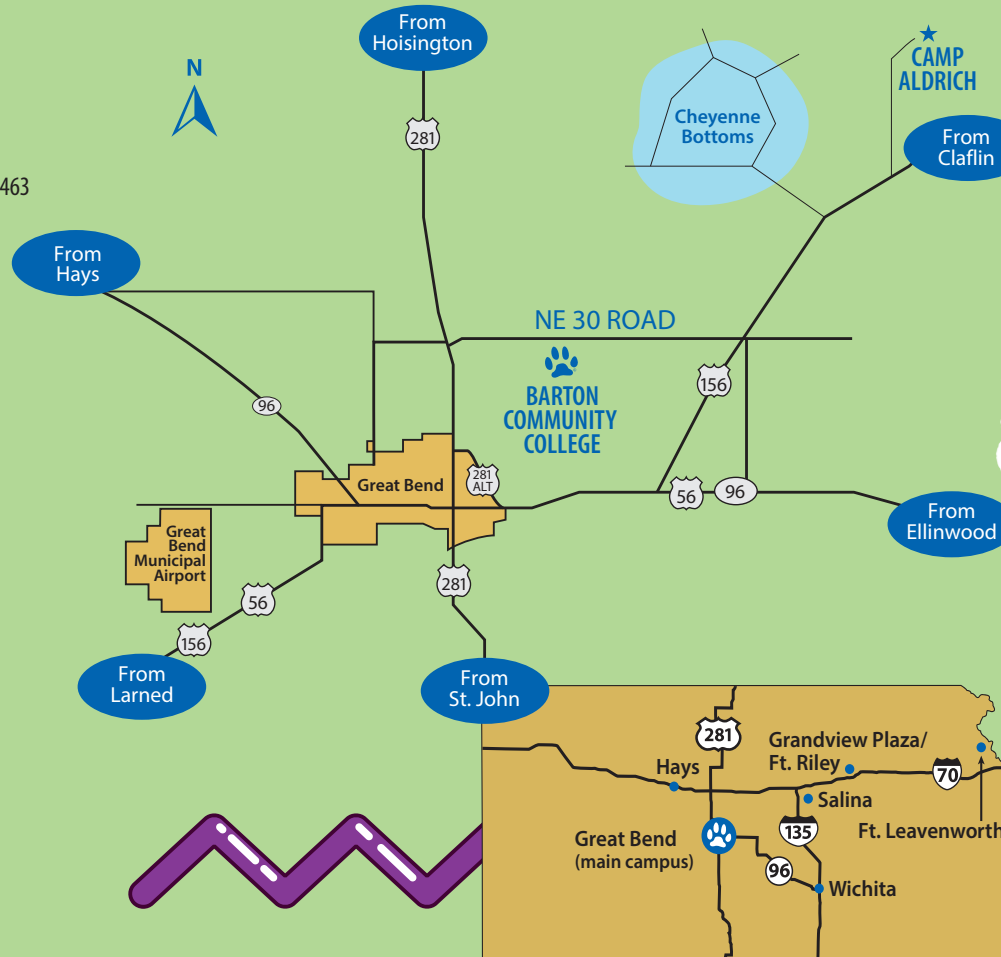 From
Hoisington
N
281
CAMP
ALDRICH
Cheyenne
Bottoms
From
Claflin
463
From
Hays
NE 30 ROAD
BARTON
COMMUNITY
COLLEGE
156
96
Great Bend
281
ALT
56
96
From
Ellinwood
Great
Bend
Municipal
Airport
281
56
156
From
Larned
From
St. John
281
Grandview Plaza/
Ft. Riley
Hays
70
Salina
135
Ft. Leavenworth
Great Bend
(main campus)
96
Wichita